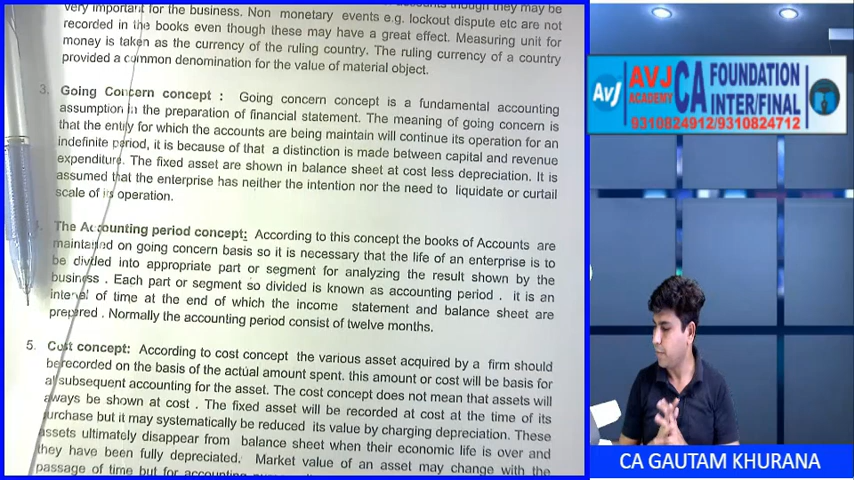 accounts though they may be
very important for the business. Non monetary events e.g. lockout dispute etc are not
recorded in the books even though these may have a great effect. Measuring unit for
money is taken as the currency of the ruling country. The ruling currency of a country
provided a common denomination for the value of material object.
3. Going Concern concept : Going concern concept is a fundamental accounting
assumption in the preparation of financial statement. The meaning of going concern is
that the entity for which the accounts are being maintain will continue its operation for an
indefinite period, it is because of that a distinction is made between capital and revenue
expenditure. The fixed asset are shown in balance sheet at cost less depreciation. It is
assumed that the enterprise has neither the intention nor the need to liquidate or curtail
scale of its operation.
The Accounting period concept: According to this concept the books of Accounts are
maintained on going concern basis so it is necessary that the life of an enterprise is to
be divided into appropriate part or segment for analyzing the result shown by the
business . Each part or segment so divided is known as accounting period . it is an
interval of time at the end of which the income statement and balance sheet are
prepared . Normally the accounting period consist of twelve months.
5. Cost concept: According to cost concept the various asset acquired by a firm should
be recorded on the basis of the actual amount spent. this amount or cost will be basis for
all subsequent accounting for the asset. The cost concept does not mean that assets will
always be shown at cost . The fixed asset will be recorded at cost at the time of its
purchase but it may systematically be reduced its value by charging depreciation. These
assets ultimately disappear from balance sheet when their economic life is over and
they have been fully depreciated. Market value of an asset may change with the
passage of time but for
AVJ
AVJ
ACADEMY
CA
FOUNDATION
INTER/FINAL
9310824912/9310824712
CA GAUTAM KHURANA